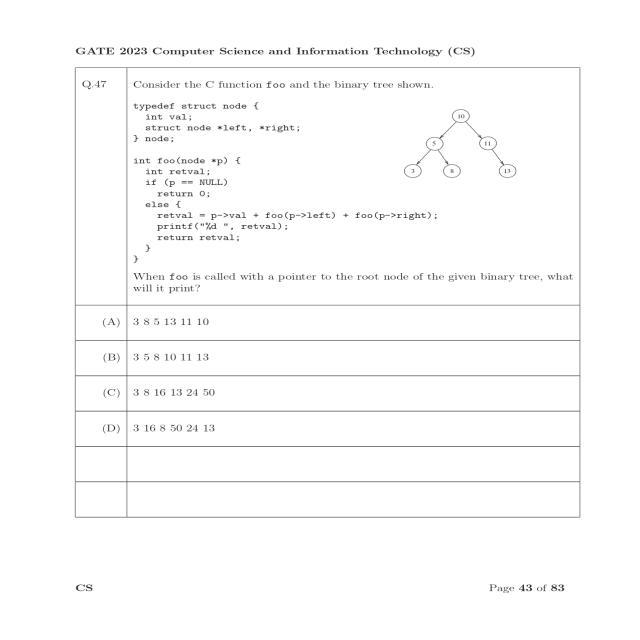 GATE 2023 Computer Science and Information Technology (CS)
Q.47 Consider the C function foo and the binary tree shown.
typedef struct node {
int val;
struct node *left, *right;
} node;
int foo(node *p) {
int retval;
if (p == NULL)
return 0;
else {
retval = p->val + foo(p->left) + foo(p->right);
printf("%d ", retval);
return retval;
}
}
10
5 11
3 8 13
When foo is called with a pointer to the root node of the given binary tree, what
will it print?
(A) 3 8 5 13 11 10
(B) 3 5 8 10 11 13
(C) 3 8 16 13 24 50
(D) 3 16 8 50 24 13
CS Page 43 of 83